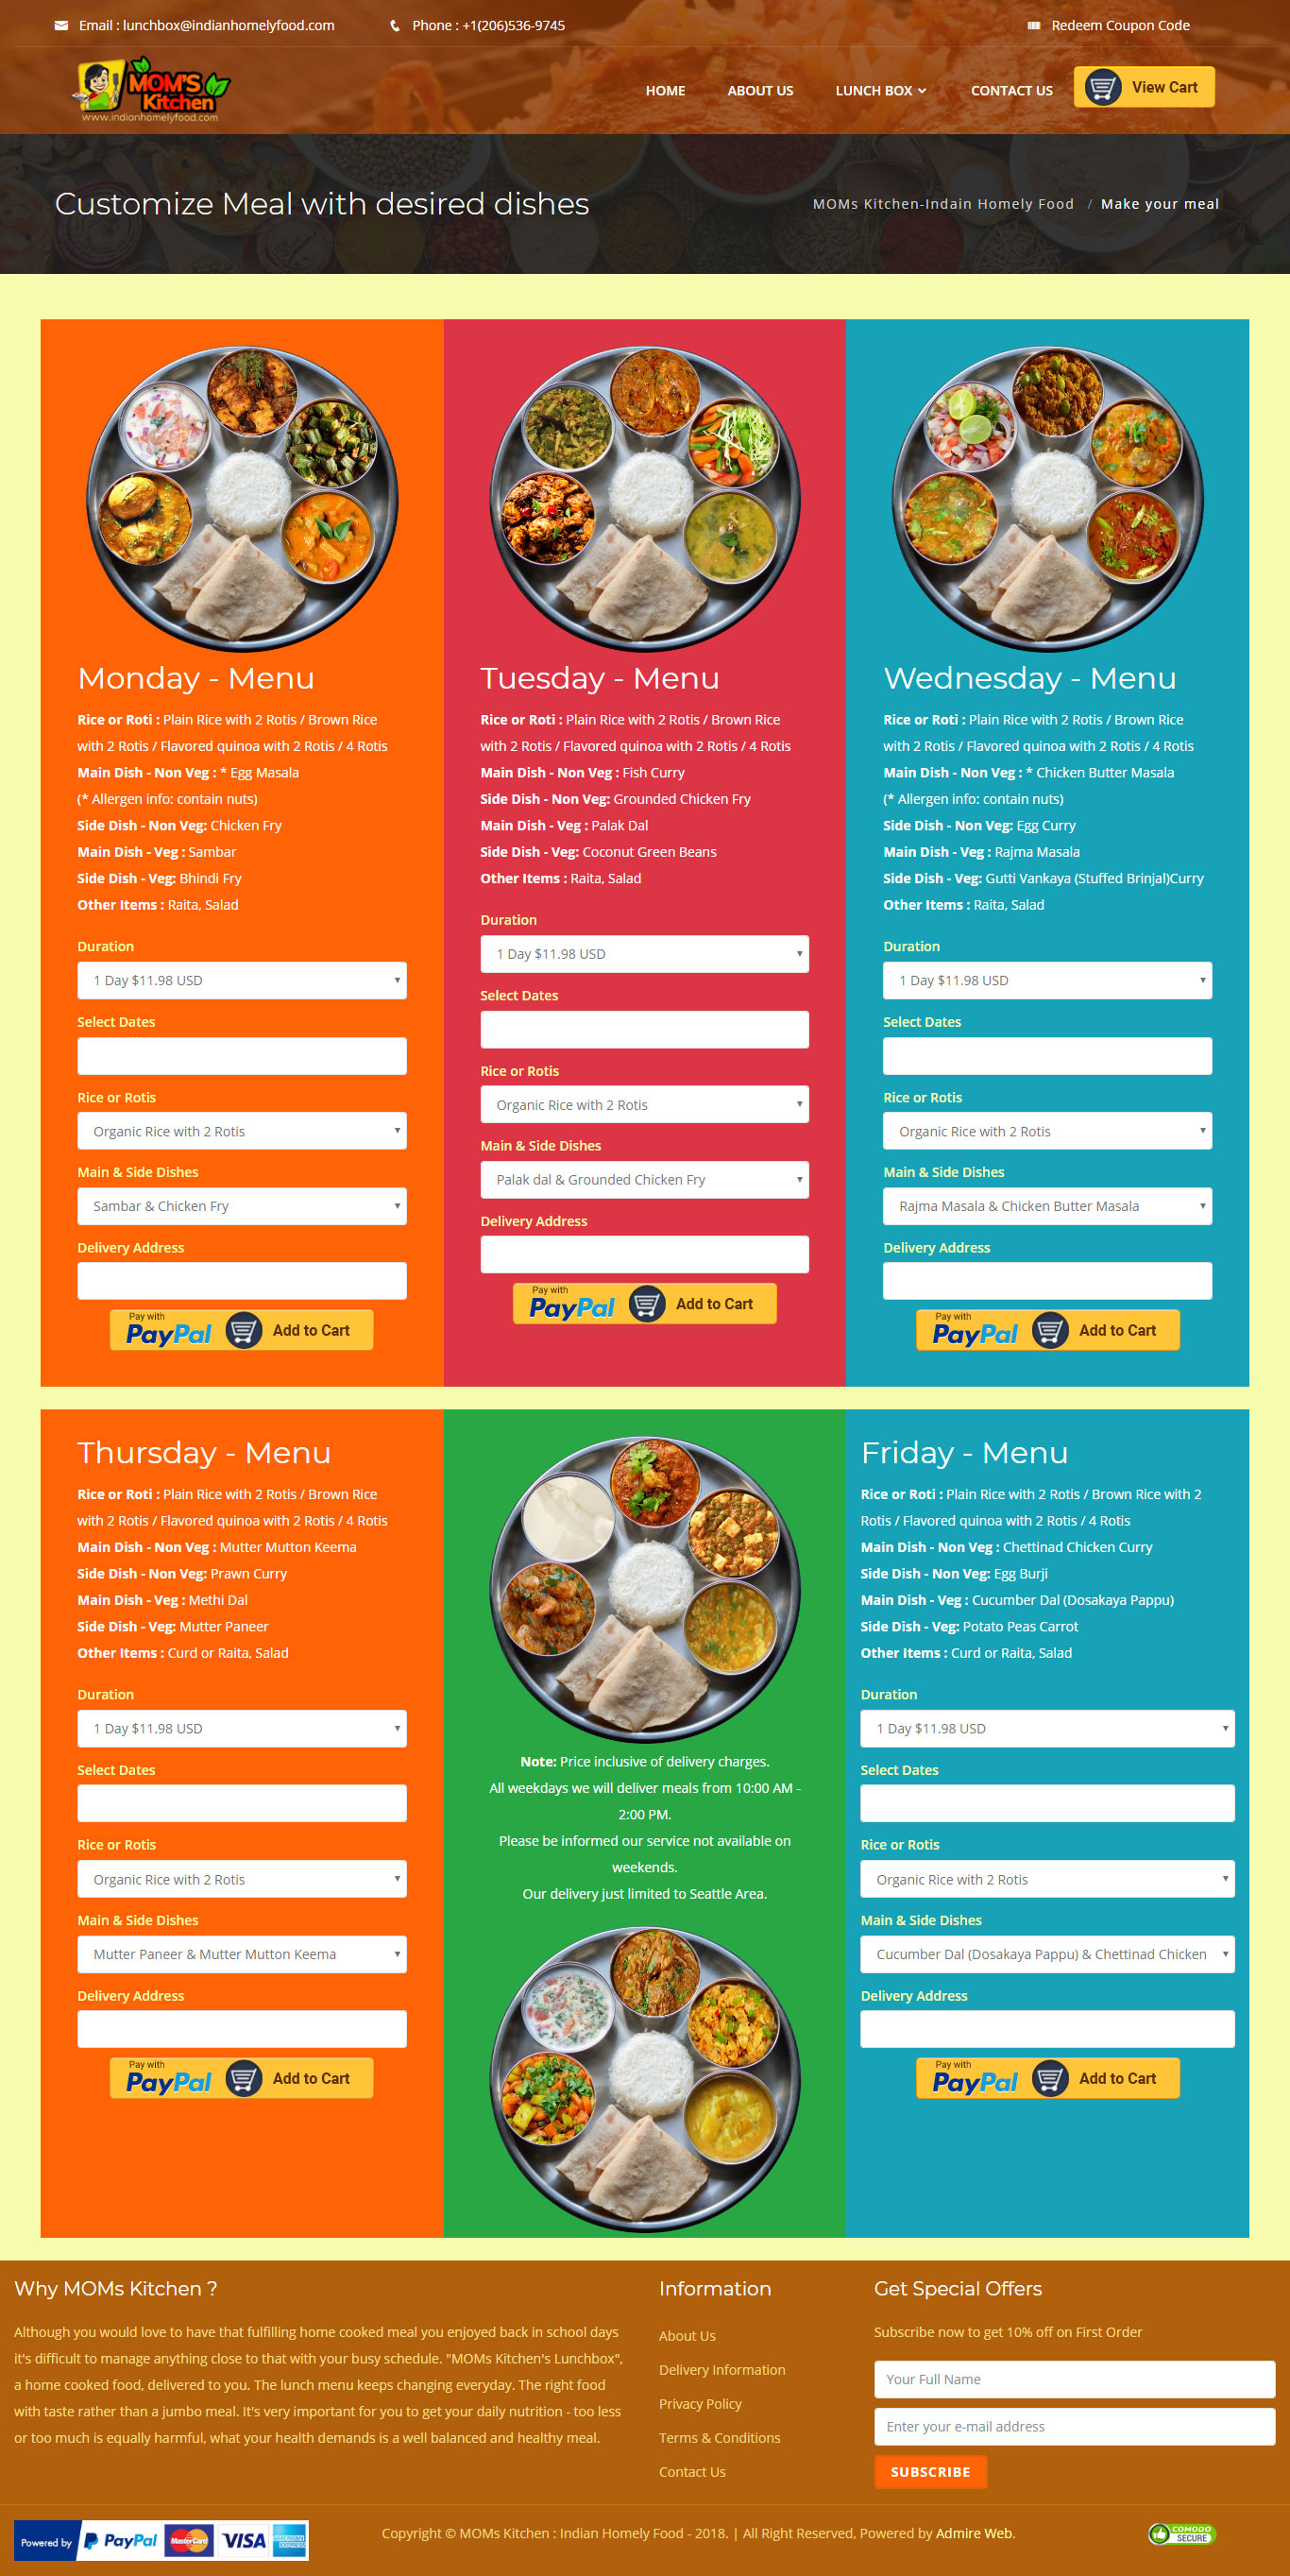 Email : lunchbox@indianhomelyfood.com
Phone : +1(206)536-9745
Redeem Coupon Code
MOM'S
Kitchen
www.indianhomelyfood.com
HOME
ABOUT US
LUNCH BOX
CONTACT US
View Cart
Customize Meal with desired dishes
MOMs Kitchen-Indain Homely Food / Make your meal
Monday - Menu
Rice or Roti : Plain Rice with 2 Rotis / Brown Rice
with 2 Rotis / Flavored quinoa with 2 Rotis / 4 Rotis
Main Dish - Non Veg : * Egg Masala
(* Allergen info: contain nuts)
Side Dish - Non Veg: Chicken Fry
Main Dish - Veg : Sambar
Side Dish - Veg: Bhindi Fry
Other Items : Raita, Salad
Duration
1 Day $11.98 USD
Select Dates
Rice or Rotis
Organic Rice with 2 Rotis
Main & Side Dishes
Sambar & Chicken Fry
Delivery Address
Pay with
PayPal
Add to Cart
Tuesday - Menu
Rice or Roti : Plain Rice with 2 Rotis / Brown Rice
with 2 Rotis / Flavored quinoa with 2 Rotis / 4 Rotis
Main Dish - Non Veg : Fish Curry
Side Dish - Non Veg: Grounded Chicken Fry
Main Dish - Veg : Palak Dal
Side Dish - Veg: Coconut Green Beans
Other Items : Raita, Salad
Duration
1 Day $11.98 USD
Select Dates
Rice or Rotis
Organic Rice with 2 Rotis
Main & Side Dishes
Palak dal & Grounded Chicken Fry
Delivery Address
Pay with
PayPal
Add to Cart
Wednesday - Menu
Rice or Roti : Plain Rice with 2 Rotis / Brown Rice
with 2 Rotis / Flavored quinoa with 2 Rotis / 4 Rotis
Main Dish - Non Veg : * Chicken Butter Masala
(* Allergen info: contain nuts)
Side Dish - Non Veg: Egg Curry
Main Dish - Veg : Rajma Masala
Side Dish - Veg: Gutti Vankaya (Stuffed Brinjal)Curry
Other Items : Raita, Salad
Duration
1 Day $11.98 USD
Select Dates
Rice or Rotis
Organic Rice with 2 Rotis
Main & Side Dishes
Rajma Masala & Chicken Butter Masala
Delivery Address
Pay with
PayPal
Add to Cart
Thursday - Menu
Rice or Roti : Plain Rice with 2 Rotis / Brown Rice
with 2 Rotis / Flavored quinoa with 2 Rotis / 4 Rotis
Main Dish - Non Veg : Mutter Mutton Keema
Side Dish - Non Veg: Prawn Curry
Main Dish - Veg : Methi Dal
Side Dish - Veg: Mutter Paneer
Other Items : Curd or Raita, Salad
Duration
1 Day $11.98 USD
Select Dates
Rice or Rotis
Organic Rice with 2 Rotis
Main & Side Dishes
Mutter Paneer & Mutter Mutton Keema
Delivery Address
Pay with
PayPal
Add to Cart
Note: Price inclusive of delivery charges.
All weekdays we will deliver meals from 10:00 AM -
2:00 PM.
Please be informed our service not available on
weekends.
Our delivery just limited to Seattle Area.
Friday - Menu
Rice or Roti : Plain Rice with 2 Rotis / Brown Rice with 2
Rotis / Flavored quinoa with 2 Rotis / 4 Rotis
Main Dish - Non Veg : Chettinad Chicken Curry
Side Dish - Non Veg: Egg Burji
Main Dish - Veg : Cucumber Dal (Dosakaya Pappu)
Side Dish - Veg: Potato Peas Carrot
Other Items : Curd or Raita, Salad
Duration
1 Day $11.98 USD
Select Dates
Rice or Rotis
Organic Rice with 2 Rotis
Main & Side Dishes
Cucumber Dal (Dosakaya Pappu) & Chettinad Chicken
Delivery Address
Pay with
PayPal
Add to Cart
Why MOMs Kitchen ?
Although you would love to have that fulfilling home cooked meal you enjoyed back in school days
it's difficult to manage anything close to that with your busy schedule. "MOMs Kitchen's Lunchbox",
a home cooked food, delivered to you. The lunch menu keeps changing everyday. The right food
with taste rather than a jumbo meal. It's very important for you to get your daily nutrition - too less
or too much is equally harmful, what your health demands is a well balanced and healthy meal.
Information
About Us
Delivery Information
Privacy Policy
Terms & Conditions
Contact Us
Get Special Offers
Subscribe now to get 10% off on First Order
Your Full Name
Enter your e-mail address
SUBSCRIBE
Powered by PayPal MasterCard VISA AMERICAN EXPRESS
Copyright © MOMs Kitchen : Indian Homely Food - 2018. | All Right Reserved, Powered by Admire Web.
COMODO
SECURE